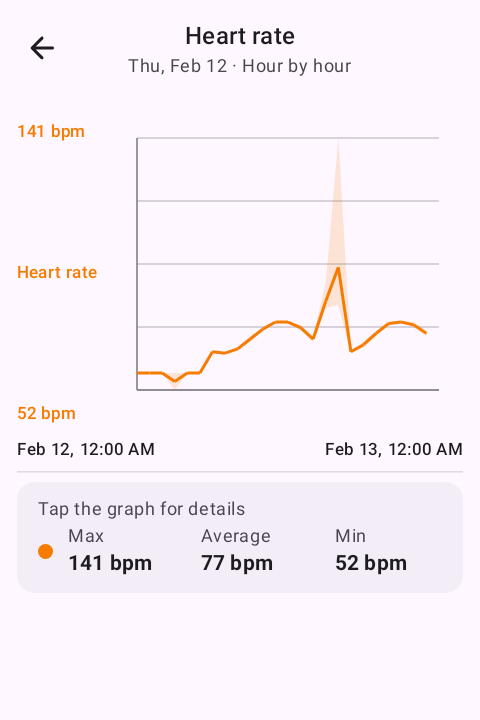 Heart rate
Thu, Feb 12 · Hour by hour
141 bpm
Heart rate
52 bpm
Feb 12, 12:00 AM
Feb 13, 12:00 AM
Tap the graph for details
Max
Average
Min
141 bpm
77 bpm
52 bpm